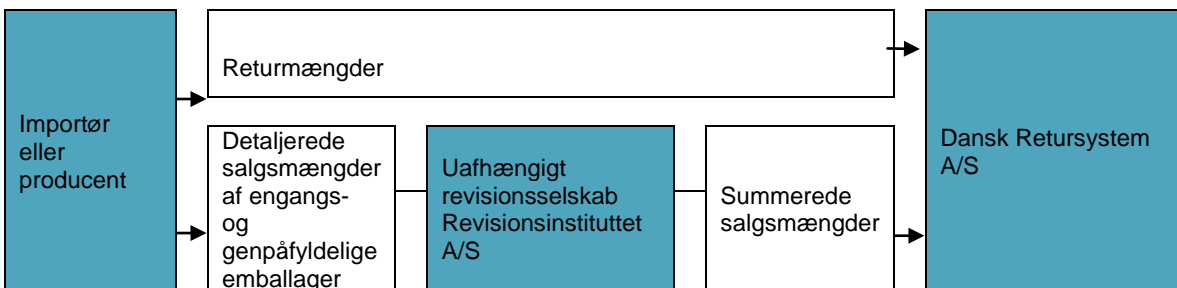 Importør
eller
producent
Returmængder
Detaljerede
salgsmængder
af engangs-
og
genpåfyldelige
emballager
Uafhængigt
revisionsselskab
Revisionsinstituttet
A/S
Summerede
salgsmængder
Dansk Retursystem
A/S